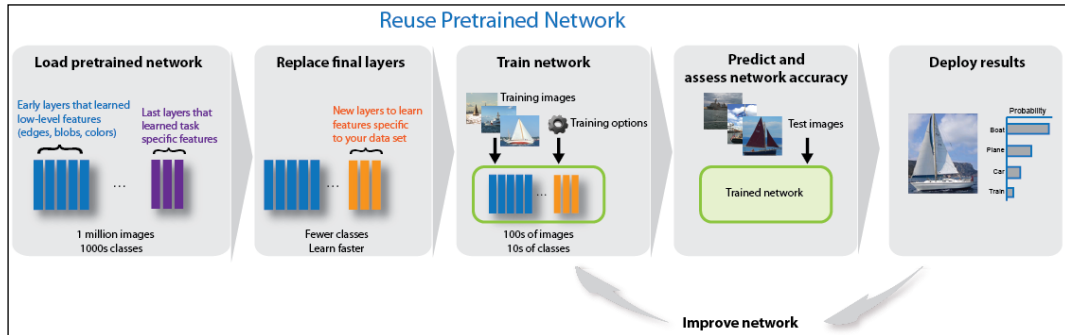 Reuse Pretrained Network
Load pretrained network
Early layers that learned
low-level features
(edges, blobs, colors)
Last layers that
learned task
specific features
...
1 million images
1000s classes
Replace final layers
New layers to learn
features specific
to your data set
...
Fewer classes
Learn faster
Train network
Training images
Training options
...
100s of images
10s of classes
Predict and
assess network accuracy
Test images
Trained network
Deploy results
Probability
Boat
Plane
Car
Train
Improve network